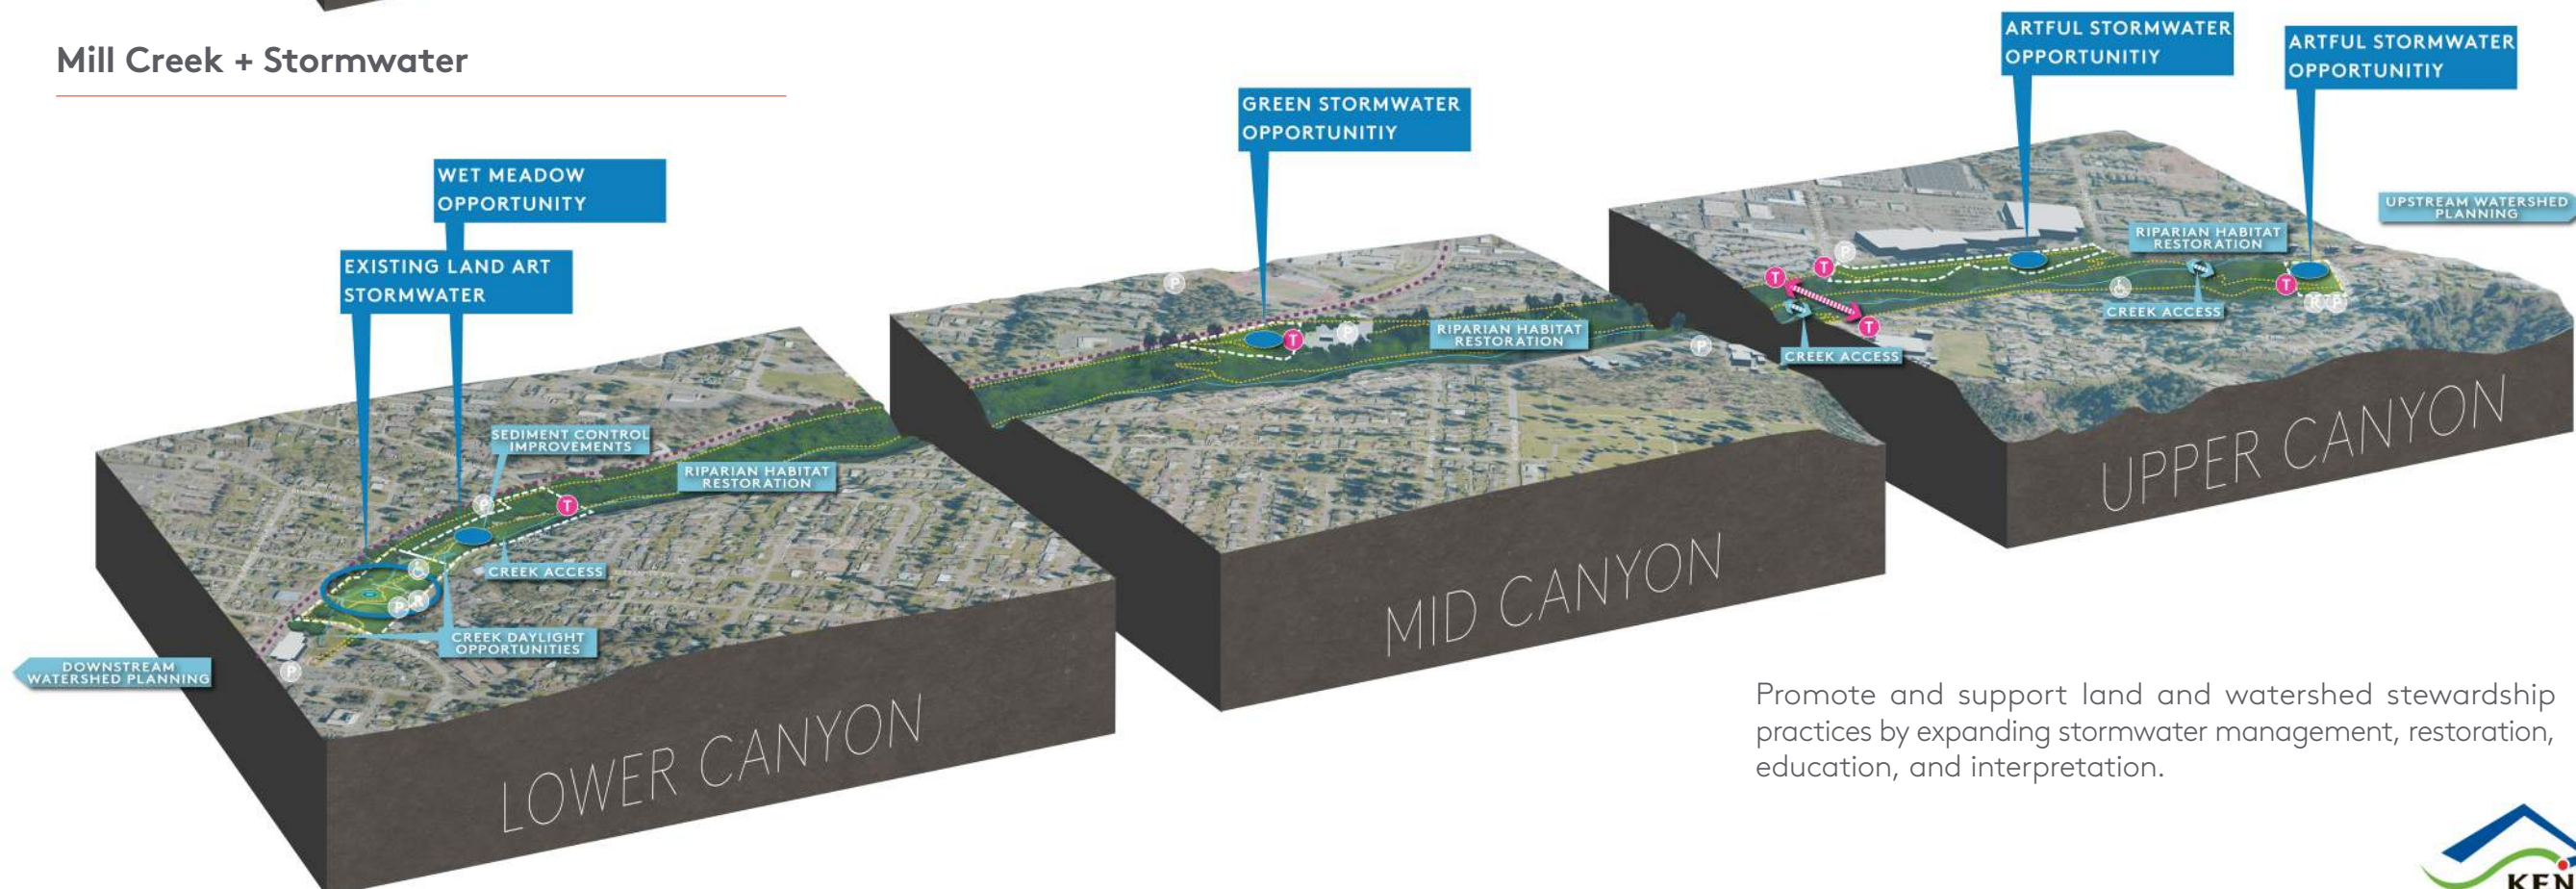 Mill Creek + Stormwater
ARTFUL STORMWATER
OPPORTUNITIY
ARTFUL STORMWATER
OPPORTUNITIY
GREEN STORMWATER
OPPORTUNITIY
WET MEADOW
OPPORTUNITY
EXISTING LAND ART
STORMWATER
UPSTREAM WATERSHED
PLANNING
RIPARIAN HABITAT
RESTORATION
P
T
T
T
T
R
P
CREEK ACCESS
CREEK ACCESS
UPPER CANYON
P
T
P
P
RIPARIAN HABITAT
RESTORATION
MID CANYON
SEDIMENT CONTROL
IMPROVEMENTS
RIPARIAN HABITAT
RESTORATION
P
T
CREEK ACCESS
P
R
CREEK DAYLIGHT
OPPORTUNITIES
P
DOWNSTREAM
WATERSHED PLANNING
LOWER CANYON
Promote and support land and watershed stewardship
practices by expanding stormwater management, restoration,
education, and interpretation.
KEN